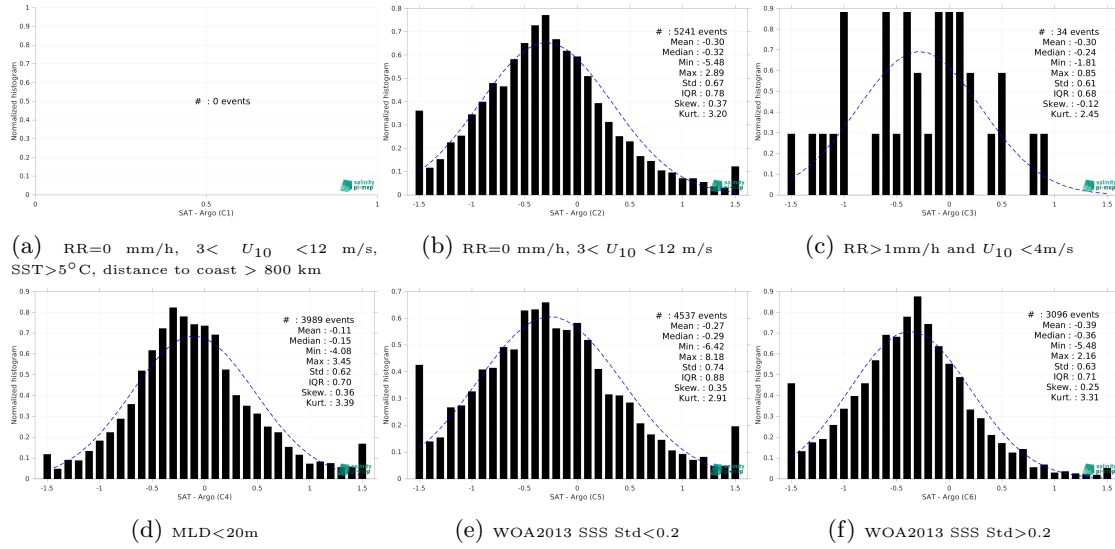 1
0.9
0.8
0.7
0.6
0.5
0.4
0.3
0.2
0.1
0
Normalized histogram
# : 0 events
0 0.5 1
SAT - Argo (C1)
salinity
pi-mep
(a) RR=0 mm/h, 3< U10 <12 m/s,
SST>5°C, distance to coast > 800 km
0.8
0.7
0.6
0.5
0.4
0.3
0.2
0.1
0
Normalized histogram
# : 5241 events
Mean : -0.30
Median : -0.32
Min : -5.48
Max : 2.89
Std : 0.67
IQR : 0.78
Skew. : 0.37
Kurt. : 3.20
-1.5 -1 -0.5 0 0.5 1 1.5
SAT - Argo (C2)
salinity
pi-mep
(b) RR=0 mm/h, 3< U10 <12 m/s
0.9
0.8
0.7
0.6
0.5
0.4
0.3
0.2
0.1
0
Normalized histogram
# : 34 events
Mean : -0.30
Median : -0.24
Min : -1.81
Max : 0.85
Std : 0.61
IQR : 0.68
Skew. : -0.12
Kurt. : 2.45
-1.5 -1 -0.5 0 0.5 1 1.5
SAT - Argo (C3)
salinity
pi-mep
(c) RR>1mm/h and U10 <4m/s
0.9
0.8
0.7
0.6
0.5
0.4
0.3
0.2
0.1
0
Normalized histogram
# : 3989 events
Mean : -0.11
Median : -0.15
Min : -4.08
Max : 3.45
Std : 0.62
IQR : 0.70
Skew. : 0.36
Kurt. : 3.39
-1.5 -1 -0.5 0 0.5 1 1.5
SAT - Argo (C4)
salinity
pi-mep
(d) MLD<20m
0.7
0.6
0.5
0.4
0.3
0.2
0.1
0
Normalized histogram
# : 4537 events
Mean : -0.27
Median : -0.29
Min : -6.42
Max : 8.18
Std : 0.74
IQR : 0.88
Skew. : 0.35
Kurt. : 2.91
-1.5 -1 -0.5 0 0.5 1 1.5
SAT - Argo (C5)
salinity
pi-mep
(e) WOA2013 SSS Std<0.2
0.9
0.8
0.7
0.6
0.5
0.4
0.3
0.2
0.1
0
Normalized histogram
# : 3096 events
Mean : -0.39
Median : -0.36
Min : -5.48
Max : 2.16
Std : 0.63
IQR : 0.71
Skew. : 0.25
Kurt. : 3.31
-1.5 -1 -0.5 0 0.5 1 1.5
SAT - Argo (C6)
salinity
pi-mep
(f) WOA2013 SSS Std>0.2